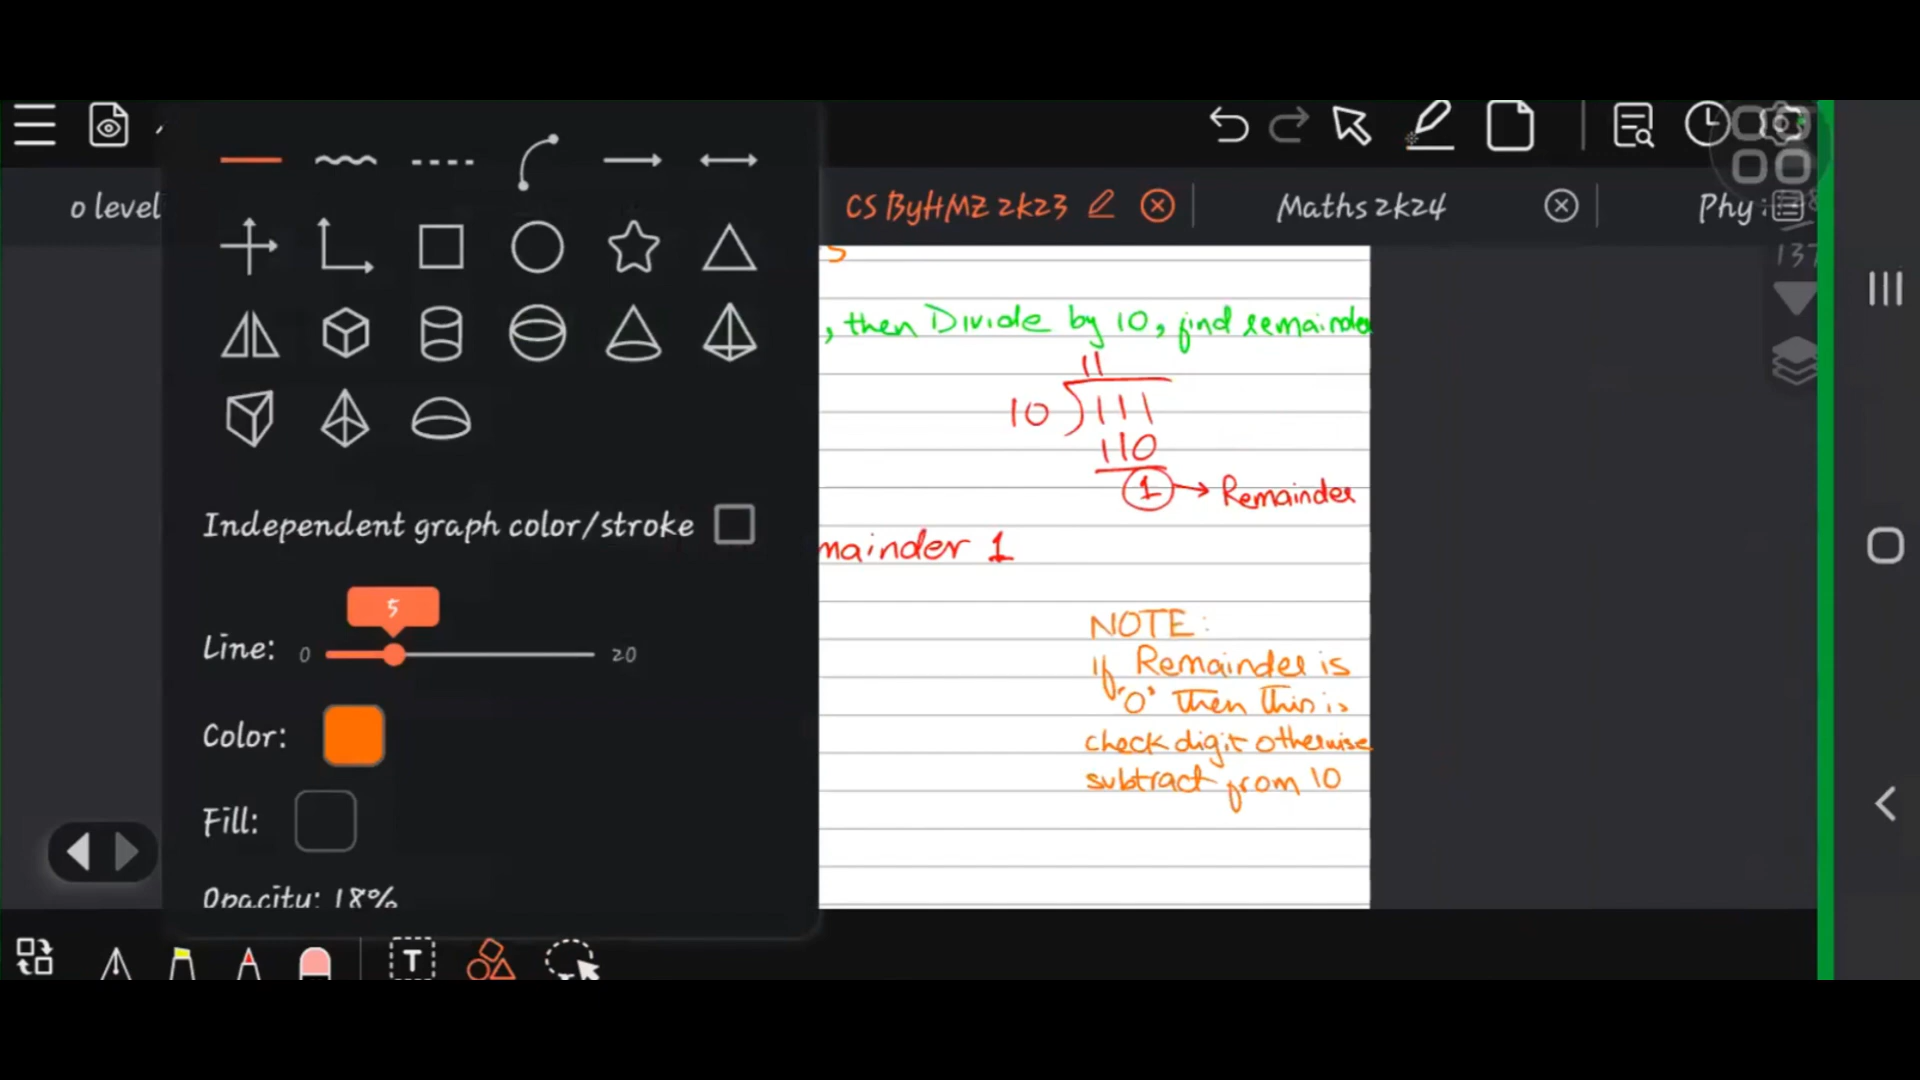 o level
CS ByHMZ 2k23
Maths 2k24
Phy
137
, then Divide by 10, find remainder
11
10 111
110
1 → Remainder
mainder 1
NOTE:
If Remainder is
"0" then this is
check digit otherwise
subtract from 10
Independent graph color/stroke
5
Line: 0 20
Color:
Fill:
Opacity: 18%
T